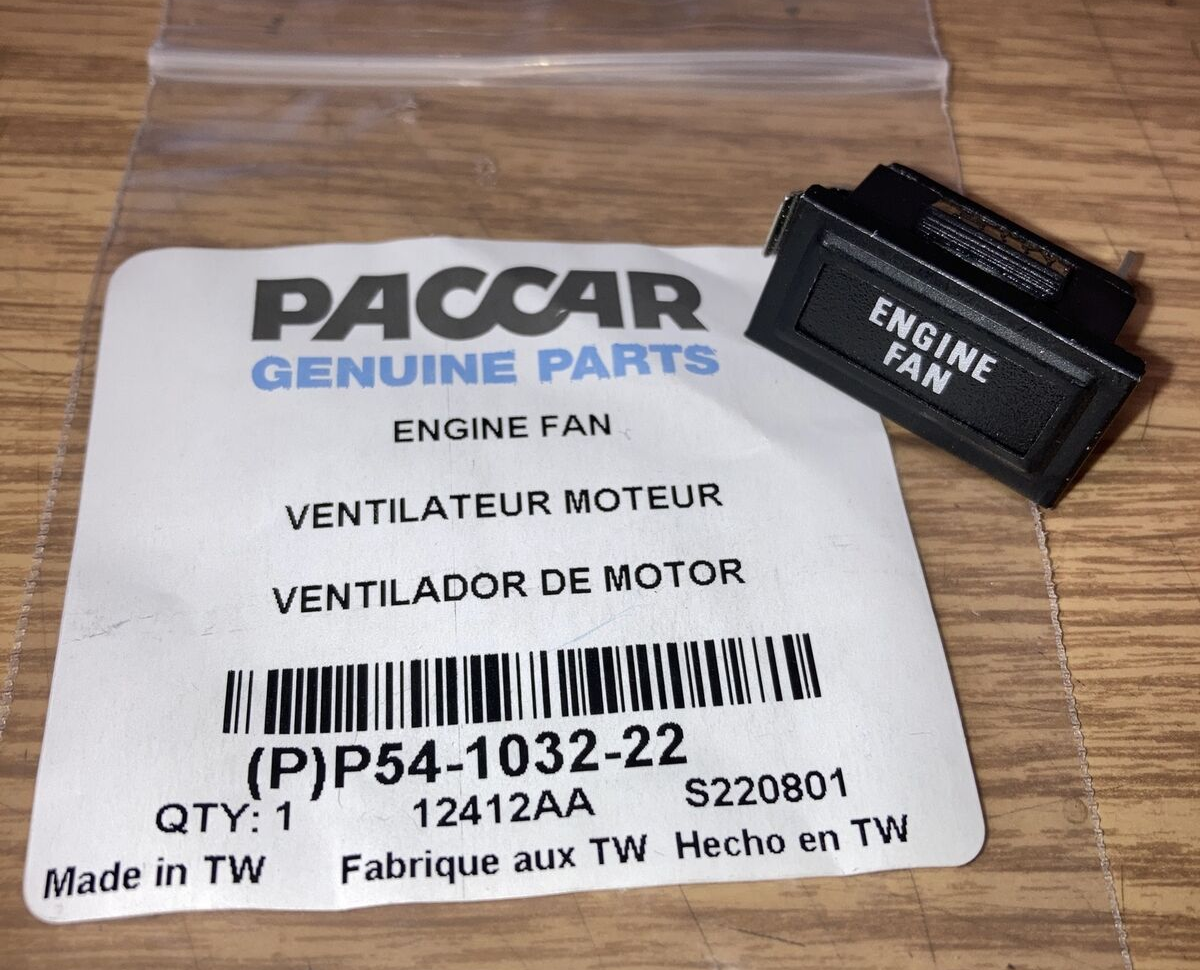 PACCAR
GENUINE PARTS
ENGINE FAN
VENTILATEUR MOTEUR
VENTILADOR DE MOTOR
(P)P54-1032-22
QTY: 1 12412AA S220801
Made in TW Fabrique aux TW Hecho en TW
ENGINE
FAN